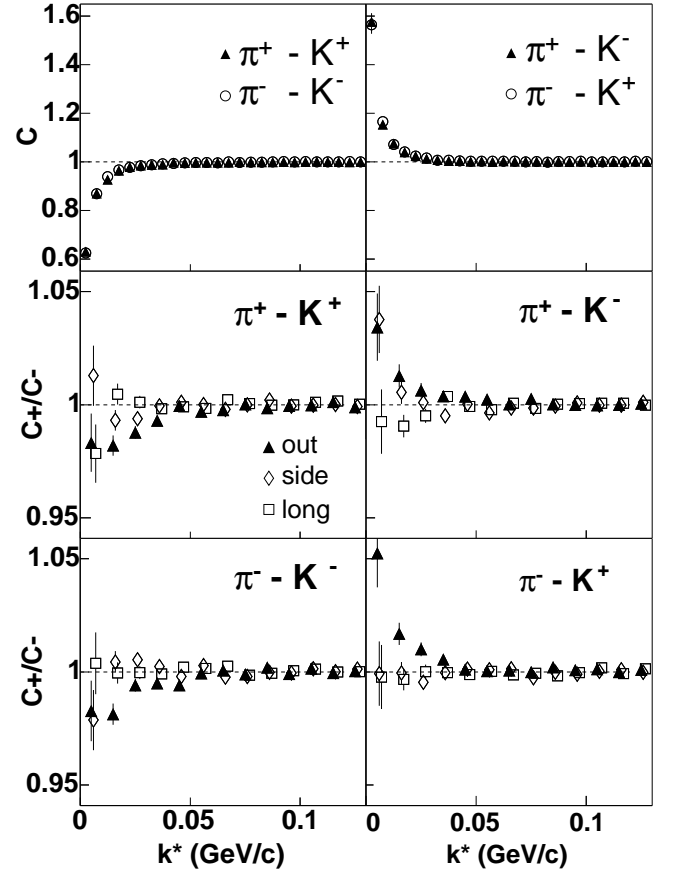 1.6
1.4
1.2
1
0.8
0.6
C
π⁺ - K⁺
π⁻ - K⁻
π⁺ - K⁻
π⁻ - K⁺
1.05
1
0.95
C+/C-
π⁺ - K⁺
out
side
long
π⁺ - K⁻
1.05
1
0.95
C+/C-
π⁻ - K⁻
π⁻ - K⁺
0 0.05 0.1
0 0.05 0.1
k* (GeV/c)
k* (GeV/c)